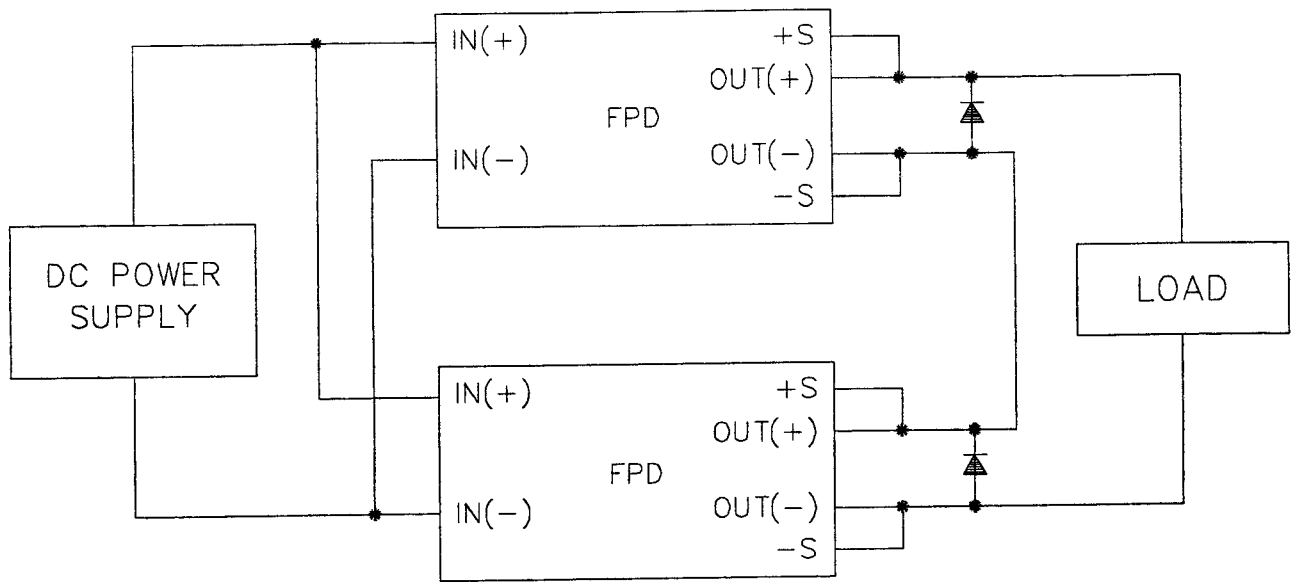 IN(+)
+S
OUT(+)
FPD
IN(-)
OUT(-)
-S
DC POWER
SUPPLY
LOAD
IN(+)
+S
OUT(+)
FPD
IN(-)
OUT(-)
-S